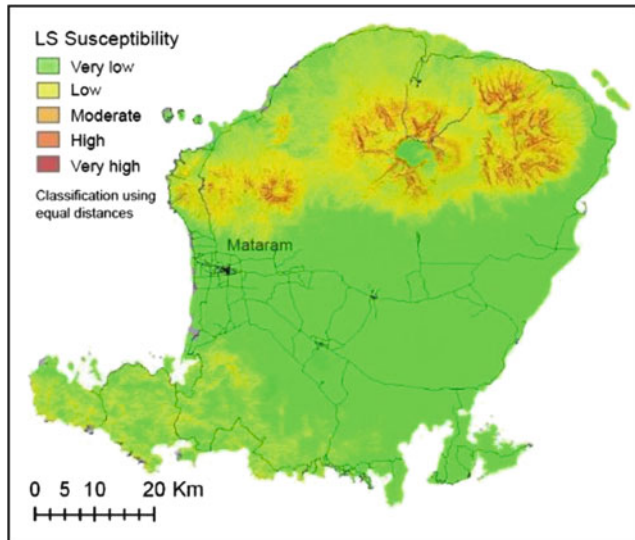 LS Susceptibility
Very low
Low
Moderate
High
Very high
Classification using
equal distances
Mataram
0 5 10 20 Km